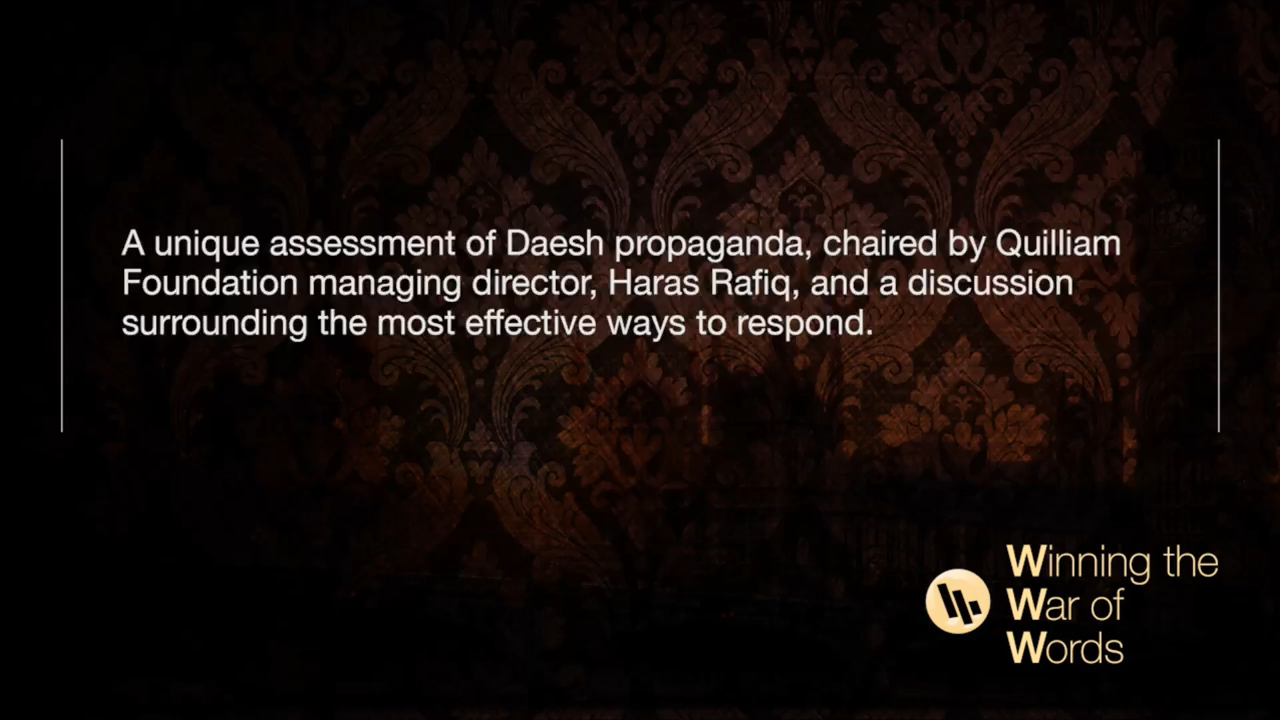 A unique assessment of Daesh propaganda, chaired by Quilliam
Foundation managing director, Haras Rafiq, and a discussion
surrounding the most effective ways to respond.
Winning the
War of
Words